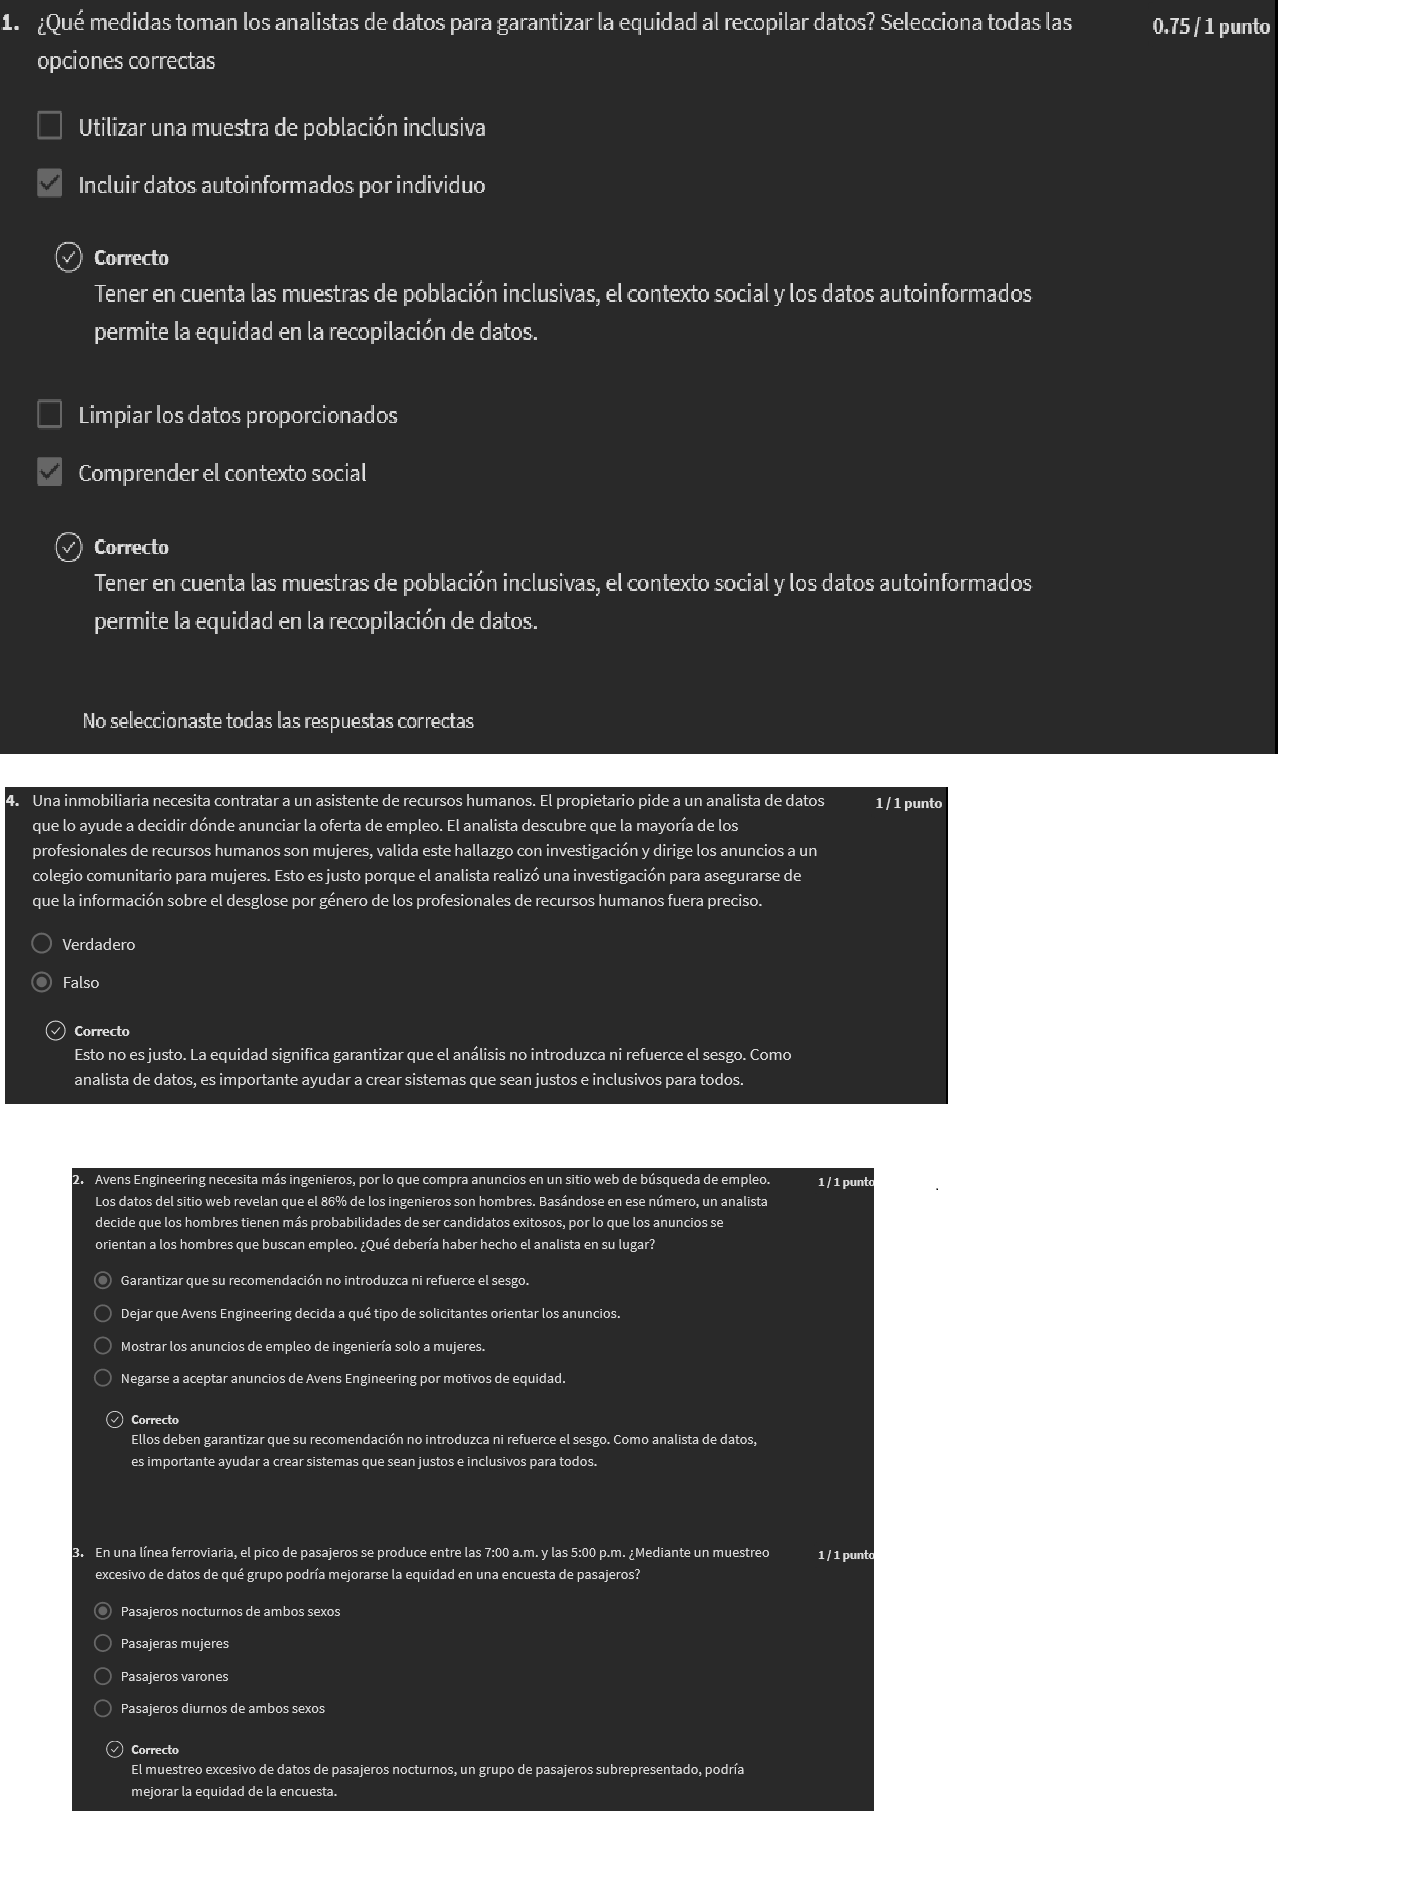 1. ¿Qué medidas toman los analistas de datos para garantizar la equidad al recopilar datos? Selecciona todas las
opciones correctas
0.75 / 1 punto
Utilizar una muestra de población inclusiva
Incluir datos autoinformados por individuo
Correcto
Tener en cuenta las muestras de población inclusivas, el contexto social y los datos autoinformados
permite la equidad en la recopilación de datos.
Limpiar los datos proporcionados
Comprender el contexto social
Correcto
Tener en cuenta las muestras de población inclusivas, el contexto social y los datos autoinformados
permite la equidad en la recopilación de datos.
No seleccionaste todas las respuestas correctas
4. Una inmobiliaria necesita contratar a un asistente de recursos humanos. El propietario pide a un analista de datos
que lo ayude a decidir dónde anunciar la oferta de empleo. El analista descubre que la mayoría de los
profesionales de recursos humanos son mujeres, valida este hallazgo con investigación y dirige los anuncios a un
colegio comunitario para mujeres. Esto es justo porque el analista realizó una investigación para asegurarse de
que la información sobre el desglose por género de los profesionales de recursos humanos fuera preciso.
1 / 1 punto
Verdadero
Falso
Correcto
Esto no es justo. La equidad significa garantizar que el análisis no introduzca ni refuerce el sesgo. Como
analista de datos, es importante ayudar a crear sistemas que sean justos e inclusivos para todos.
2. Avens Engineering necesita más ingenieros, por lo que compra anuncios en un sitio web de búsqueda de empleo.
Los datos del sitio web revelan que el 86% de los ingenieros son hombres. Basándose en ese número, un analista
decide que los hombres tienen más probabilidades de ser candidatos exitosos, por lo que los anuncios se
orientan a los hombres que buscan empleo. ¿Qué debería haber hecho el analista en su lugar?
1 / 1 punto
Garantizar que su recomendación no introduzca ni refuerce el sesgo.
Dejar que Avens Engineering decida a qué tipo de solicitantes orientar los anuncios.
Mostrar los anuncios de empleo de ingeniería solo a mujeres.
Negarse a aceptar anuncios de Avens Engineering por motivos de equidad.
Correcto
Ellos deben garantizar que su recomendación no introduzca ni refuerce el sesgo. Como analista de datos,
es importante ayudar a crear sistemas que sean justos e inclusivos para todos.
3. En una línea ferroviaria, el pico de pasajeros se produce entre las 7:00 a.m. y las 5:00 p.m. ¿Mediante un muestreo
excesivo de datos de qué grupo podría mejorarse la equidad en una encuesta de pasajeros?
1 / 1 punto
Pasajeros nocturnos de ambos sexos
Pasajeras mujeres
Pasajeros varones
Pasajeros diurnos de ambos sexos
Correcto
El muestreo excesivo de datos de pasajeros nocturnos, un grupo de pasajeros subrepresentado, podría
mejorar la equidad de la encuesta.